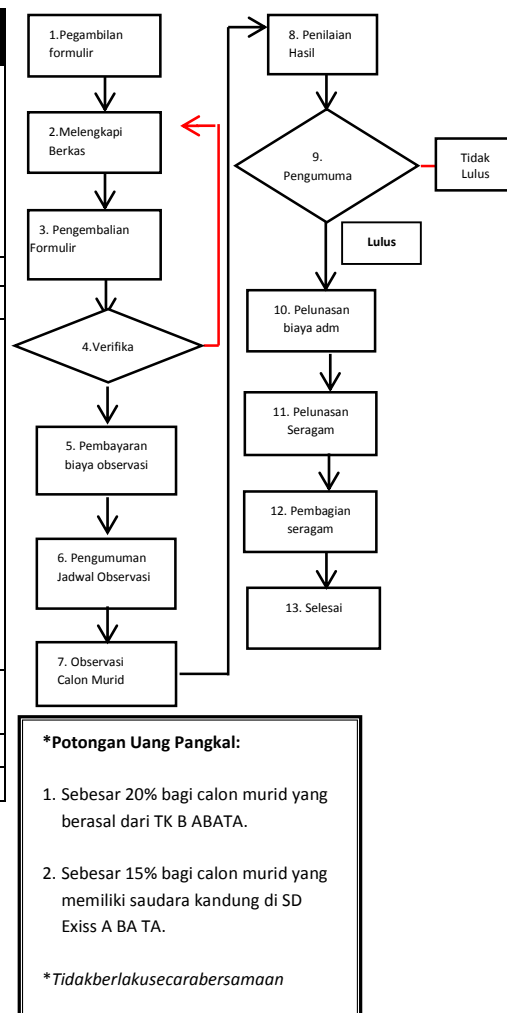 1.Pegambilan
formulir
2.Melengkapi
Berkas
3. Pengembalian
Formulir
4.Verifika
5. Pembayaran
biaya observasi
6. Pengumuman
Jadwal Observasi
7. Observasi
Calon Murid
8. Penilaian
Hasil
9.
Pengumuma
Tidak
Lulus
Lulus
10. Pelunasan
biaya adm
11. Pelunasan
Seragam
12. Pembagian
seragam
13. Selesai
*Potongan Uang Pangkal:
1. Sebesar 20% bagi calon murid yang
berasal dari TK B ABATA.
2. Sebesar 15% bagi calon murid yang
memiliki saudara kandung di SD
Exiss A BA TA.
*Tidakberlakusecarabersamaan